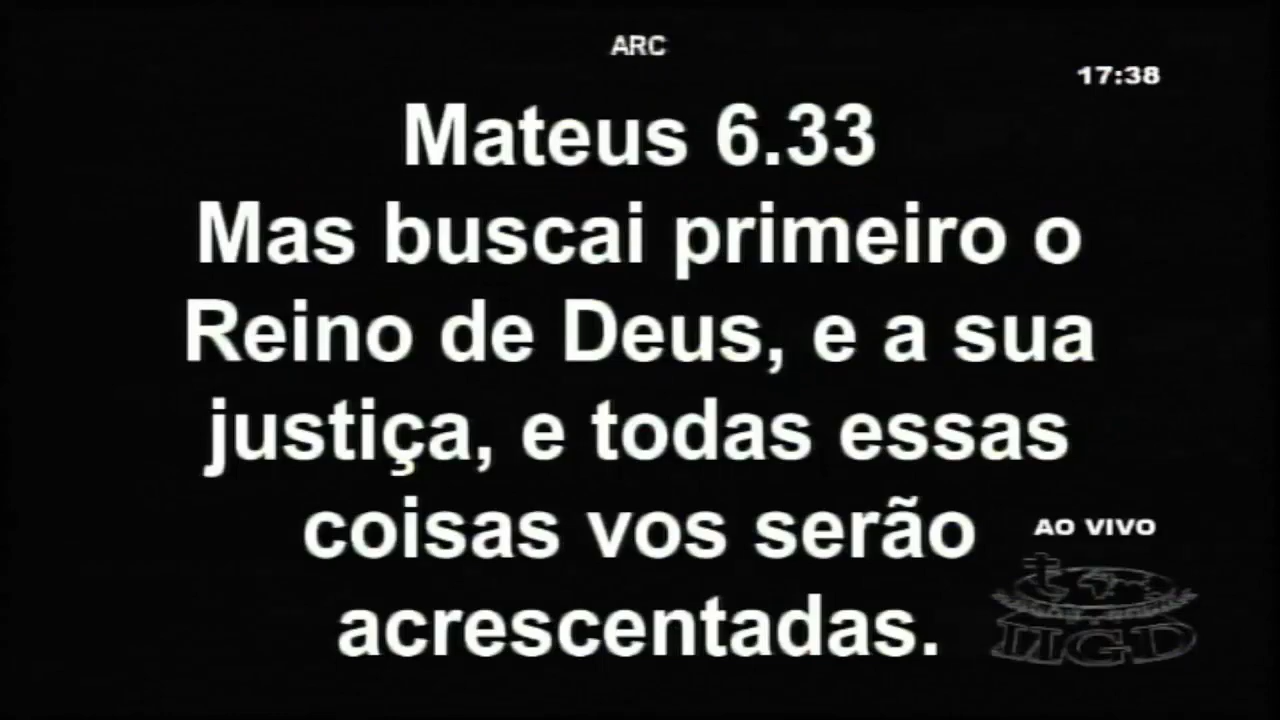 ARC
17:38
Mateus 6.33
Mas buscai primeiro o
Reino de Deus, e a sua
justiça, e todas essas
coisas vos serão
acrescentadas.
AO VIVO
IIGD